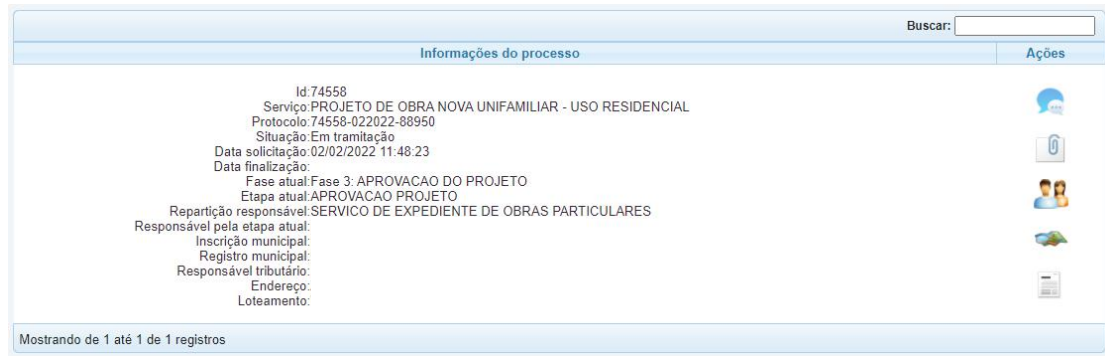 Buscar:
Informações do processo Ações
Id:74558
Serviço:PROJETO DE OBRA NOVA UNIFAMILIAR - USO RESIDENCIAL
Protocolo:74558-022022-88950
Situação:Em tramitação
Data solicitação:02/02/2022 11:48:23
Data finalização:
Fase atual:Fase 3: APROVACAO DO PROJETO
Etapa atual:APROVACAO PROJETO
Repartição responsável:SERVICO DE EXPEDIENTE DE OBRAS PARTICULARES
Responsável pela etapa atual:
Inscrição municipal:
Registro municipal:
Responsável tributário:
Endereço:
Loteamento:
Mostrando de 1 até 1 de 1 registros